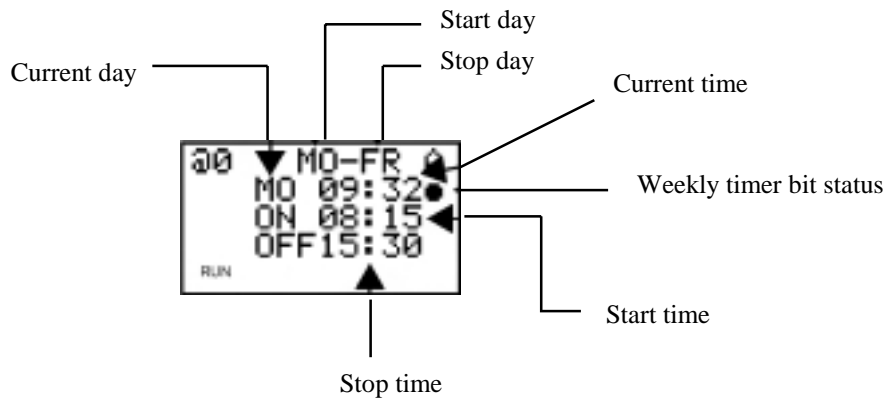 Start day
Stop day
Current day
Current time
@0 MO-FR
MO 09:32
Weekly timer bit status
ON 08:15
OFF15:30
RUN
Start time
Stop time